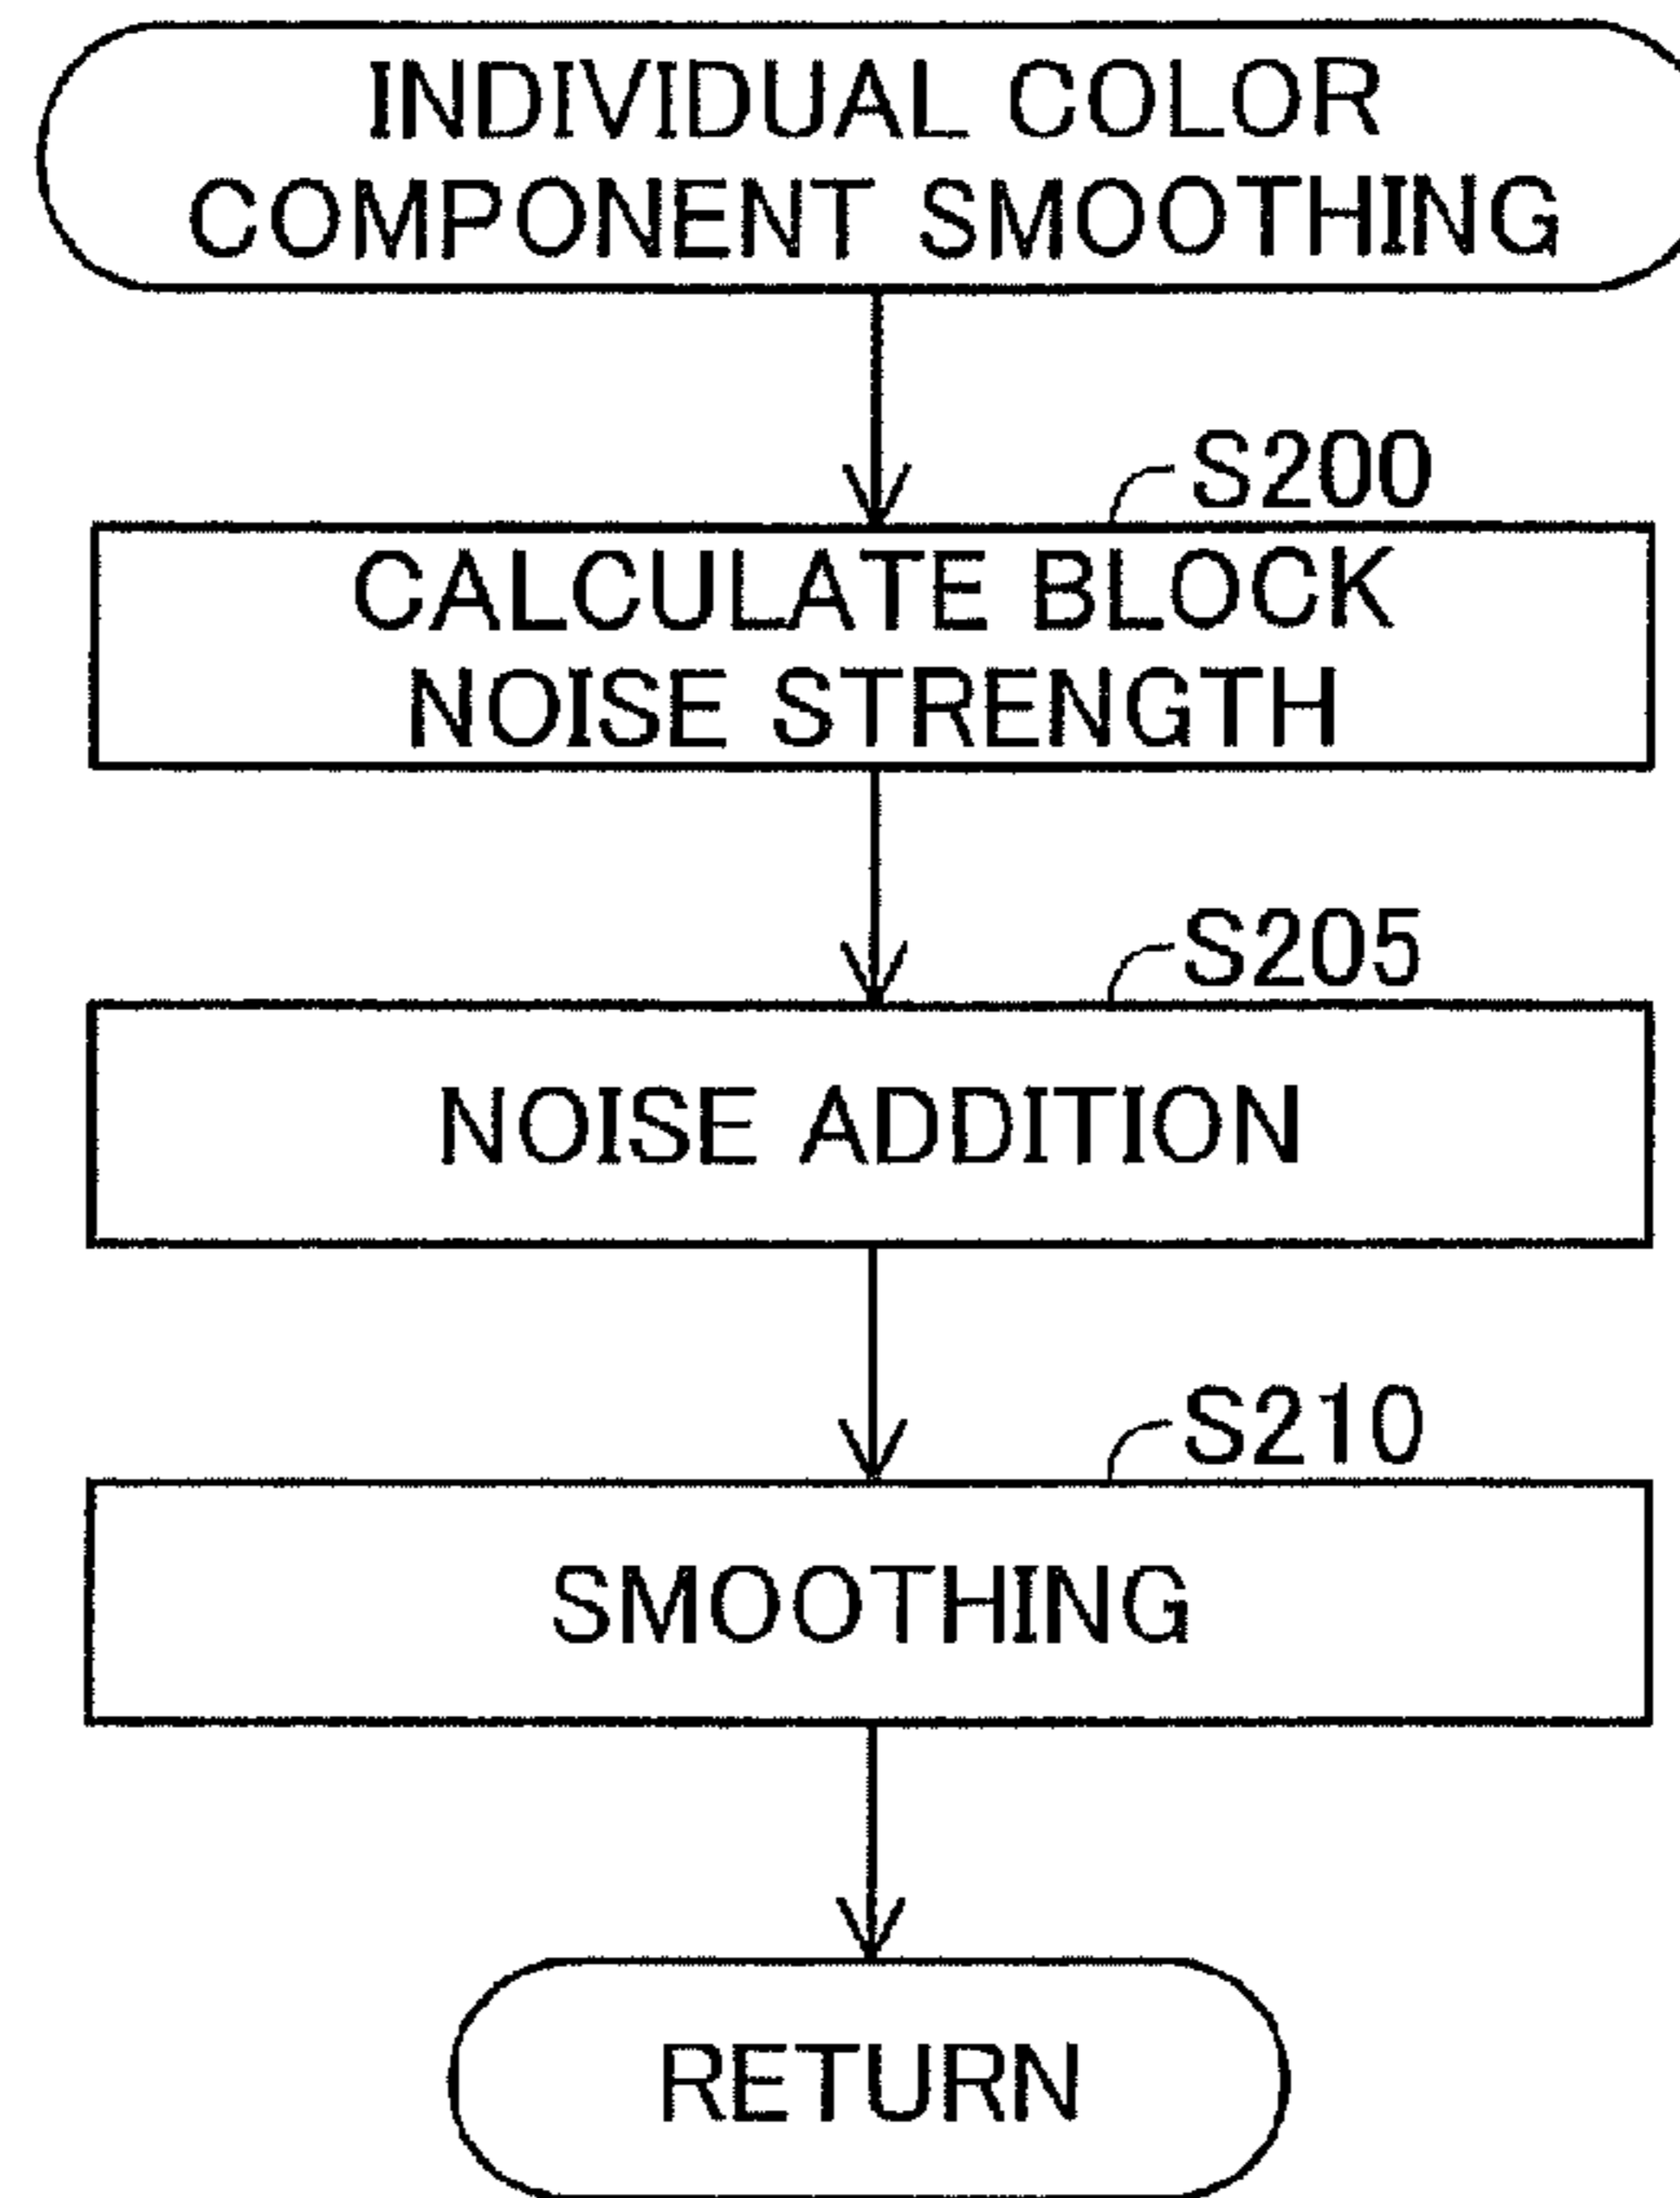 INDIVIDUAL COLOR
COMPONENT SMOOTHING
S200
CALCULATE BLOCK
NOISE STRENGTH
S205
NOISE ADDITION
S210
SMOOTHING
RETURN